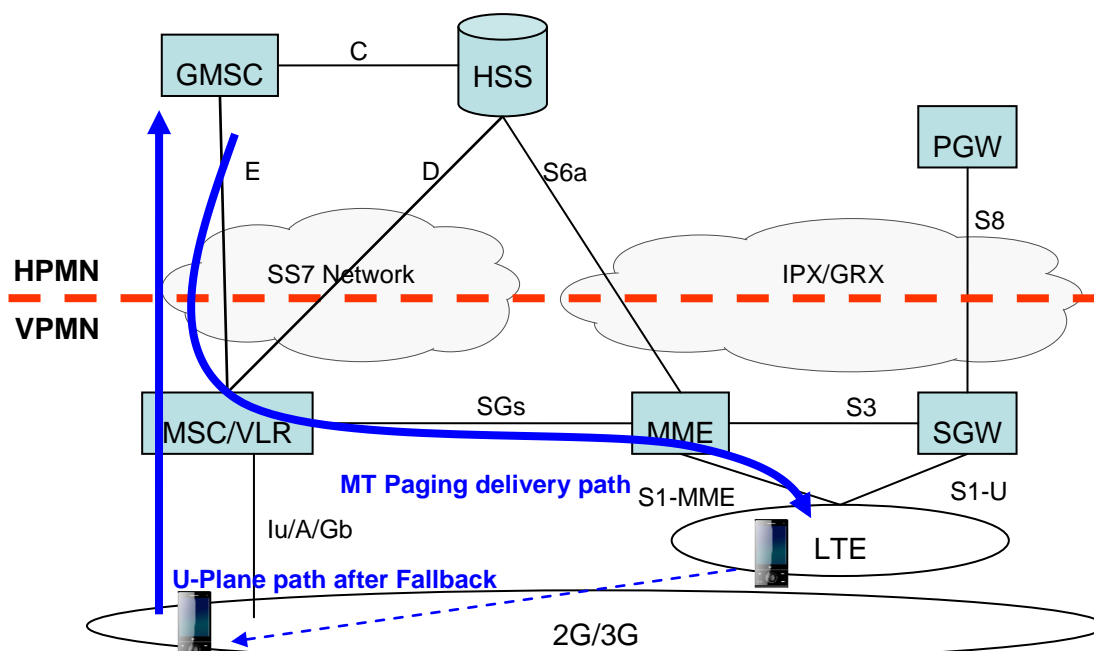 C
GMSC
HSS
PGW
E
D
S6a
S8
HPMN
SS7 Network
IPX/GRX
VPMN
SGs
S3
MSC/VLR
MME
SGW
MT Paging delivery path
S1-MME
S1-U
Iu/A/Gb
LTE
U-Plane path after Fallback
2G/3G